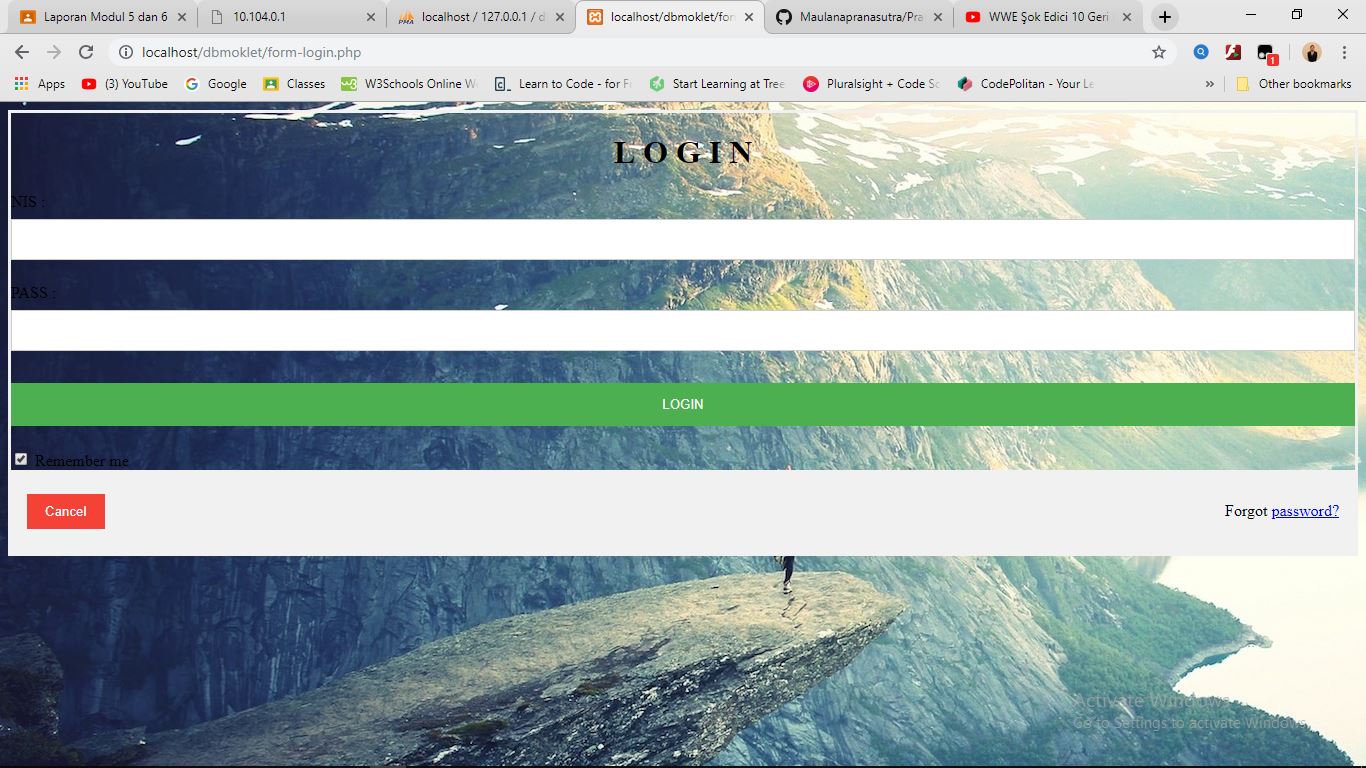 Laporan Modul 5 dan 6
10.104.0.1
PMA localhost / 127.0.0.1 / d
localhost/dbmoklet/for
Maulanapranasutra/Pra
WWE Şok Edici 10 Geri
localhost/dbmoklet/form-login.php
1
Apps (3) YouTube Google Classes W3Schools Online W Learn to Code - for F Start Learning at Tree Pluralsight + Code Sc CodePolitan - Your Le » Other bookmarks
LOGIN
NIS :
PASS :
LOGIN
Remember me
Cancel
Forgot password?
Activate Windows
Go to Settings to activate Windows.